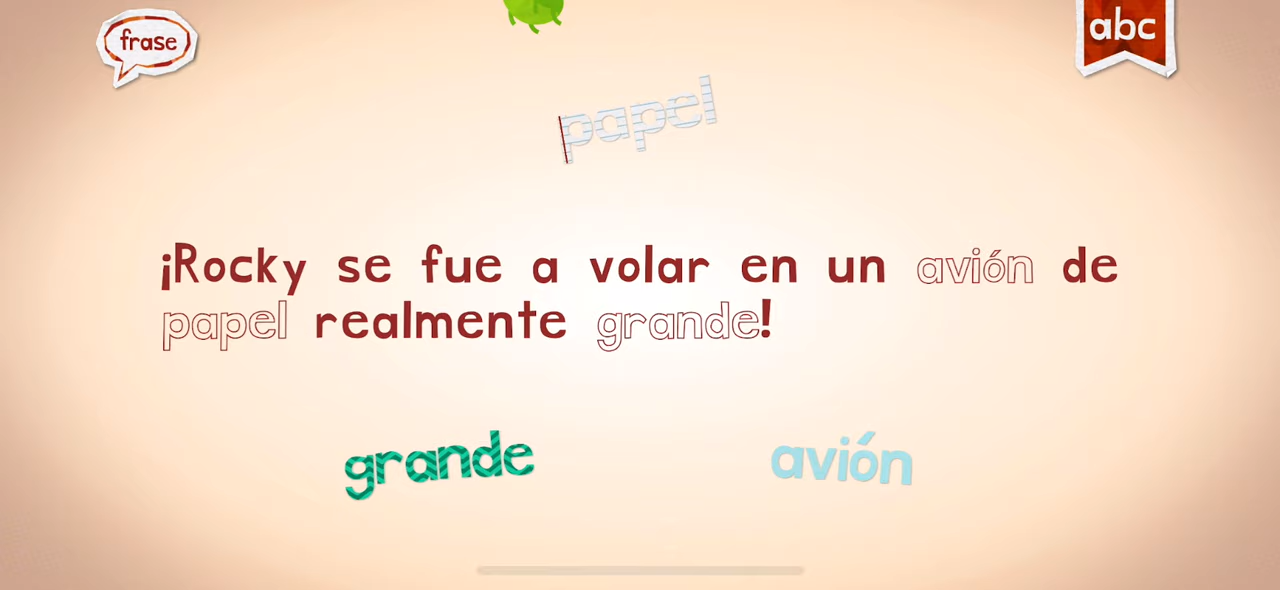 frase
abc
papel
¡Rocky se fue a volar en un avión de
papel realmente grande!
grande
avión